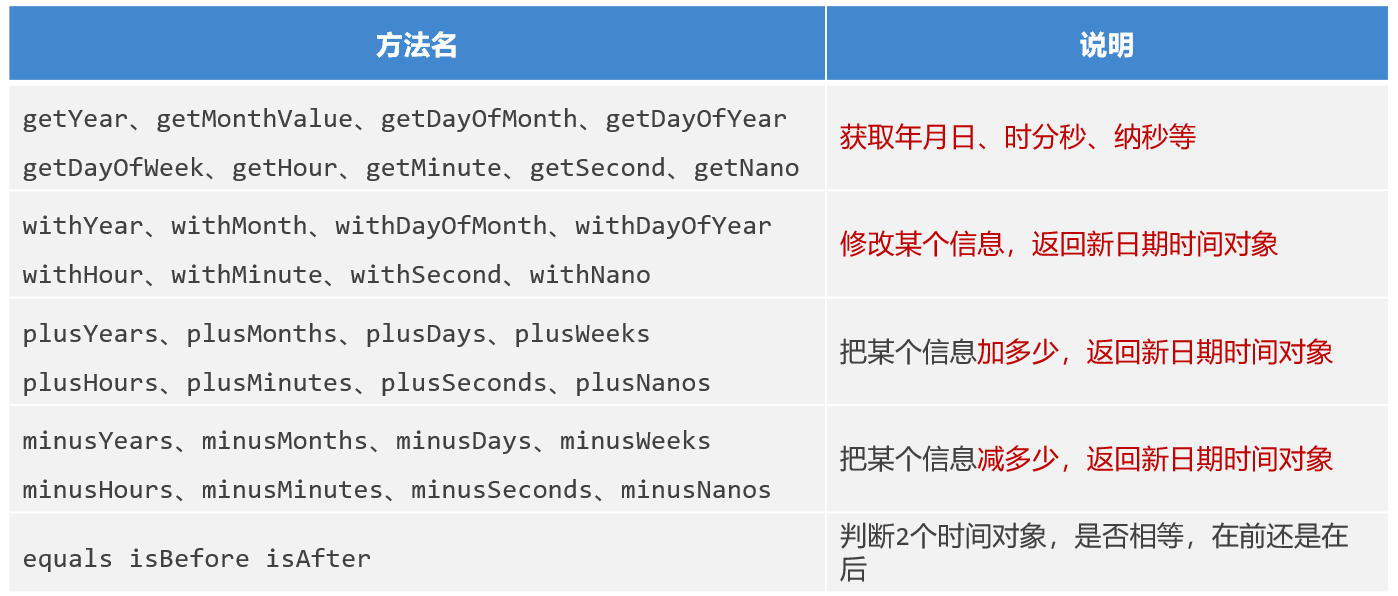 方法名
说明
getYear、getMonthValue、getDayOfMonth、getDayOfYear
getDayOfWeek、getHour、getMinute、getSecond、getNano
获取年月日、时分秒、纳秒等
withYear、withMonth、withDayOfMonth、withDayOfYear
withHour、withMinute、withSecond、withNano
修改某个信息，返回新日期时间对象
plusYears、plusMonths、plusDays、plusWeeks
plusHours、plusMinutes、plusSeconds、plusNanos
把某个信息加多少，返回新日期时间对象
minusYears、minusMonths、minusDays、minusWeeks
minusHours、minusMinutes、minusSeconds、minusNanos
把某个信息减多少，返回新日期时间对象
equals isBefore isAfter
判断2个时间对象，是否相等，在前还是在
后